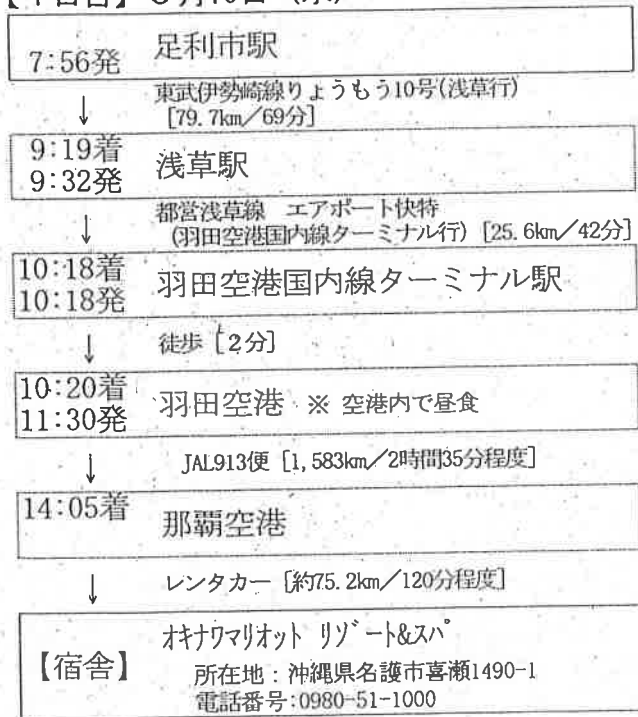 7:56発 足利市駅
↓ 東武伊勢崎線りょうもう10号(浅草行)
[79.7km/69分]
9:19着
9:32発 浅草駅
↓ 都営浅草線 エアポート快特
(羽田空港国内線ターミナル行) [25.6km/42分]
10:18着
10:18発 羽田空港国内線ターミナル駅
↓ 徒歩 [2分]
10:20着
11:30発 羽田空港 ※ 空港内で昼食
↓ JAL913便 [1,583km/2時間35分程度]
14:05着 那覇空港
↓ レンタカー [約75.2km/120分程度]
【宿舎】 オキナワマリオット リゾート&スパ
所在地:沖縄県名護市喜瀬1490-1
電話番号:0980-51-1000